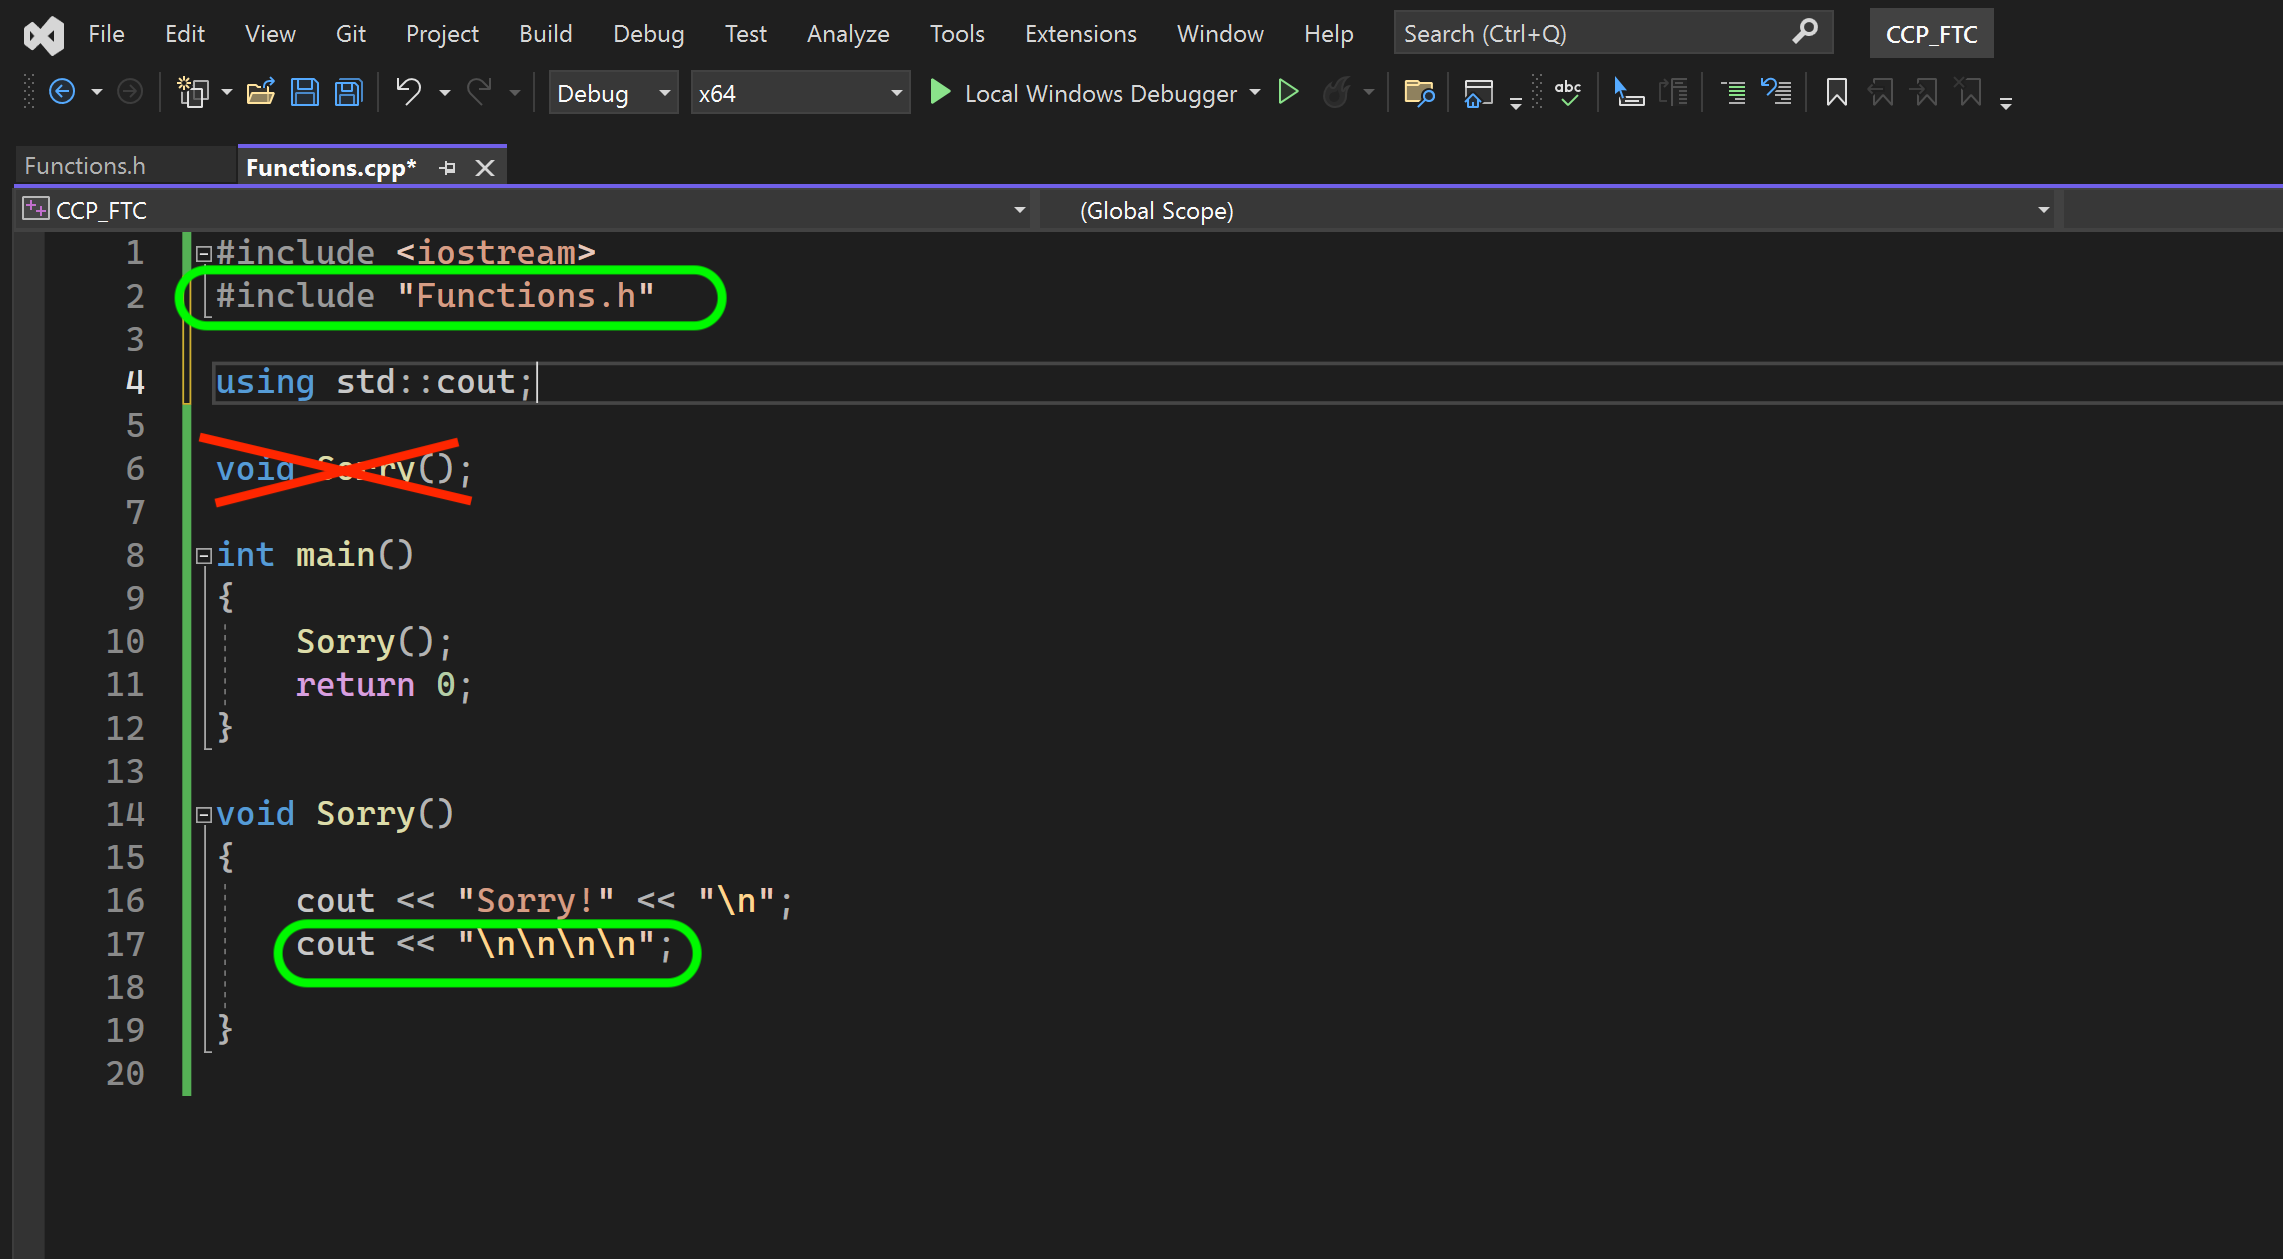 File Edit View Git Project Build Debug Test Analyze Tools Extensions Window Help Search (Ctrl+Q) CCP_FTC
Debug x64 Local Windows Debugger abc
Functions.h Functions.cpp*
CCP_FTC (Global Scope)
1 #include <iostream>
2 #include "Functions.h"
3
4 using std::cout;
5
6 void Sorry();
7
8 int main()
9 {
10 Sorry();
11 return 0;
12 }
13
14 void Sorry()
15 {
16 cout << "Sorry!" << "\n";
17 cout << "\n\n\n\n";
18
19 }
20